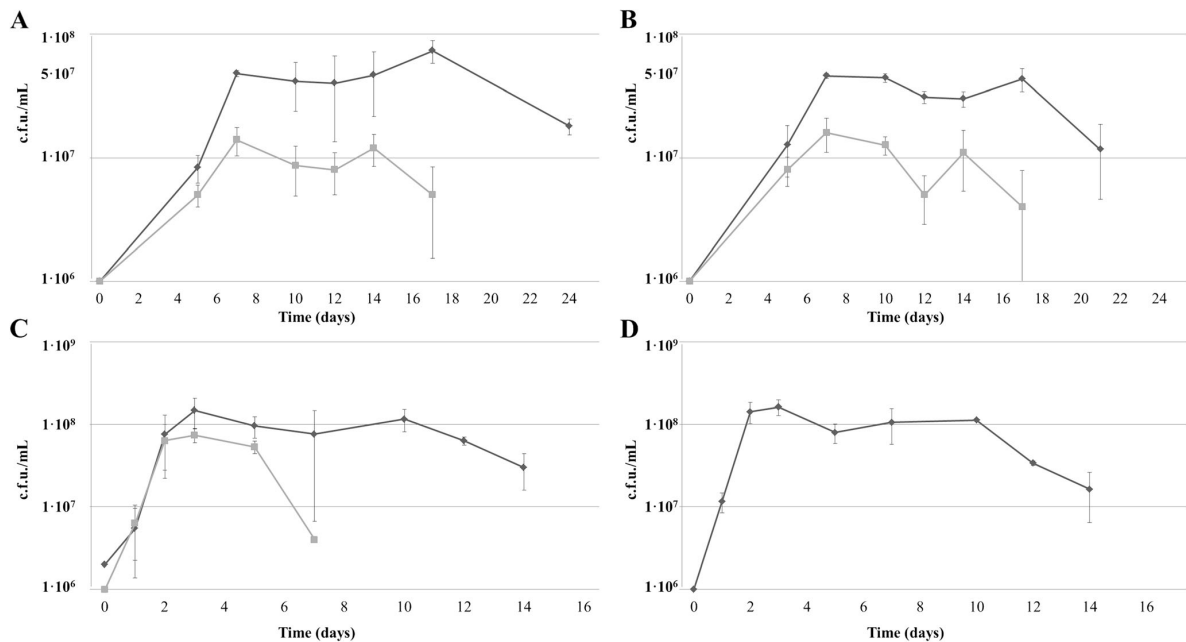 A
1·10⁸
5·10⁷
1·10⁷
1·10⁶
c.f.u./mL
0 2 4 6 8 10 12 14 16 18 20 22 24
Time (days)
B
1·10⁸
5·10⁷
1·10⁷
1·10⁶
c.f.u./mL
0 2 4 6 8 10 12 14 16 18 20 22 24
Time (days)
C
1·10⁹
1·10⁸
1·10⁷
1·10⁶
c.f.u./mL
0 2 4 6 8 10 12 14 16
Time (days)
D
1·10⁹
1·10⁸
1·10⁷
1·10⁶
c.f.u./mL
0 2 4 6 8 10 12 14 16
Time (days)